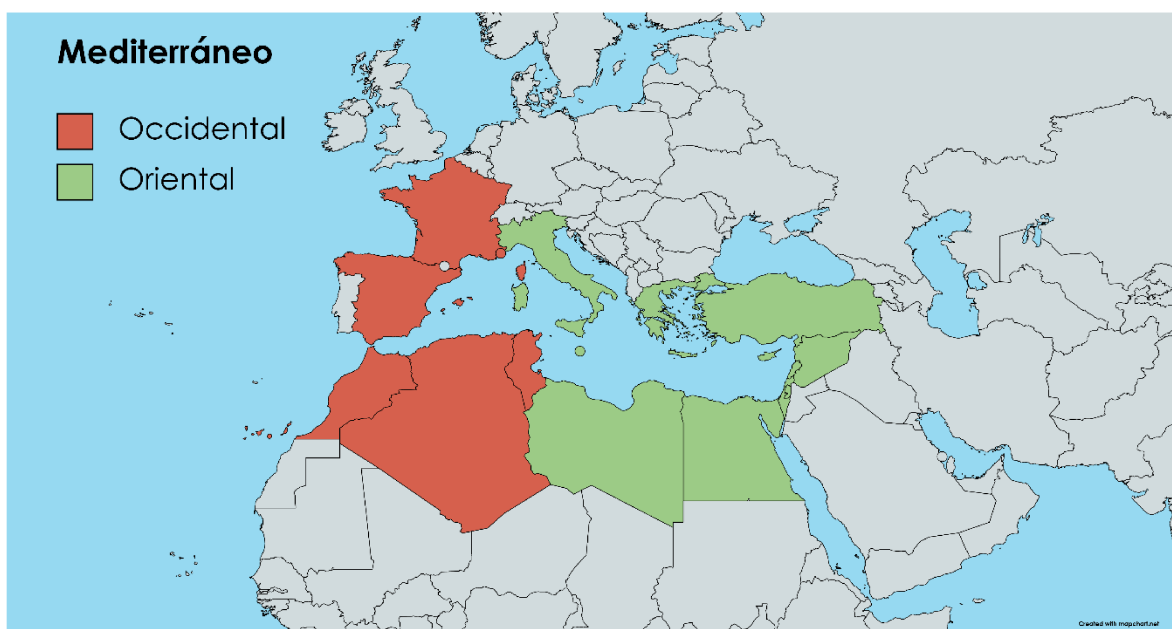 Mediterráneo
Occidental
Oriental
Created with mapchart.net